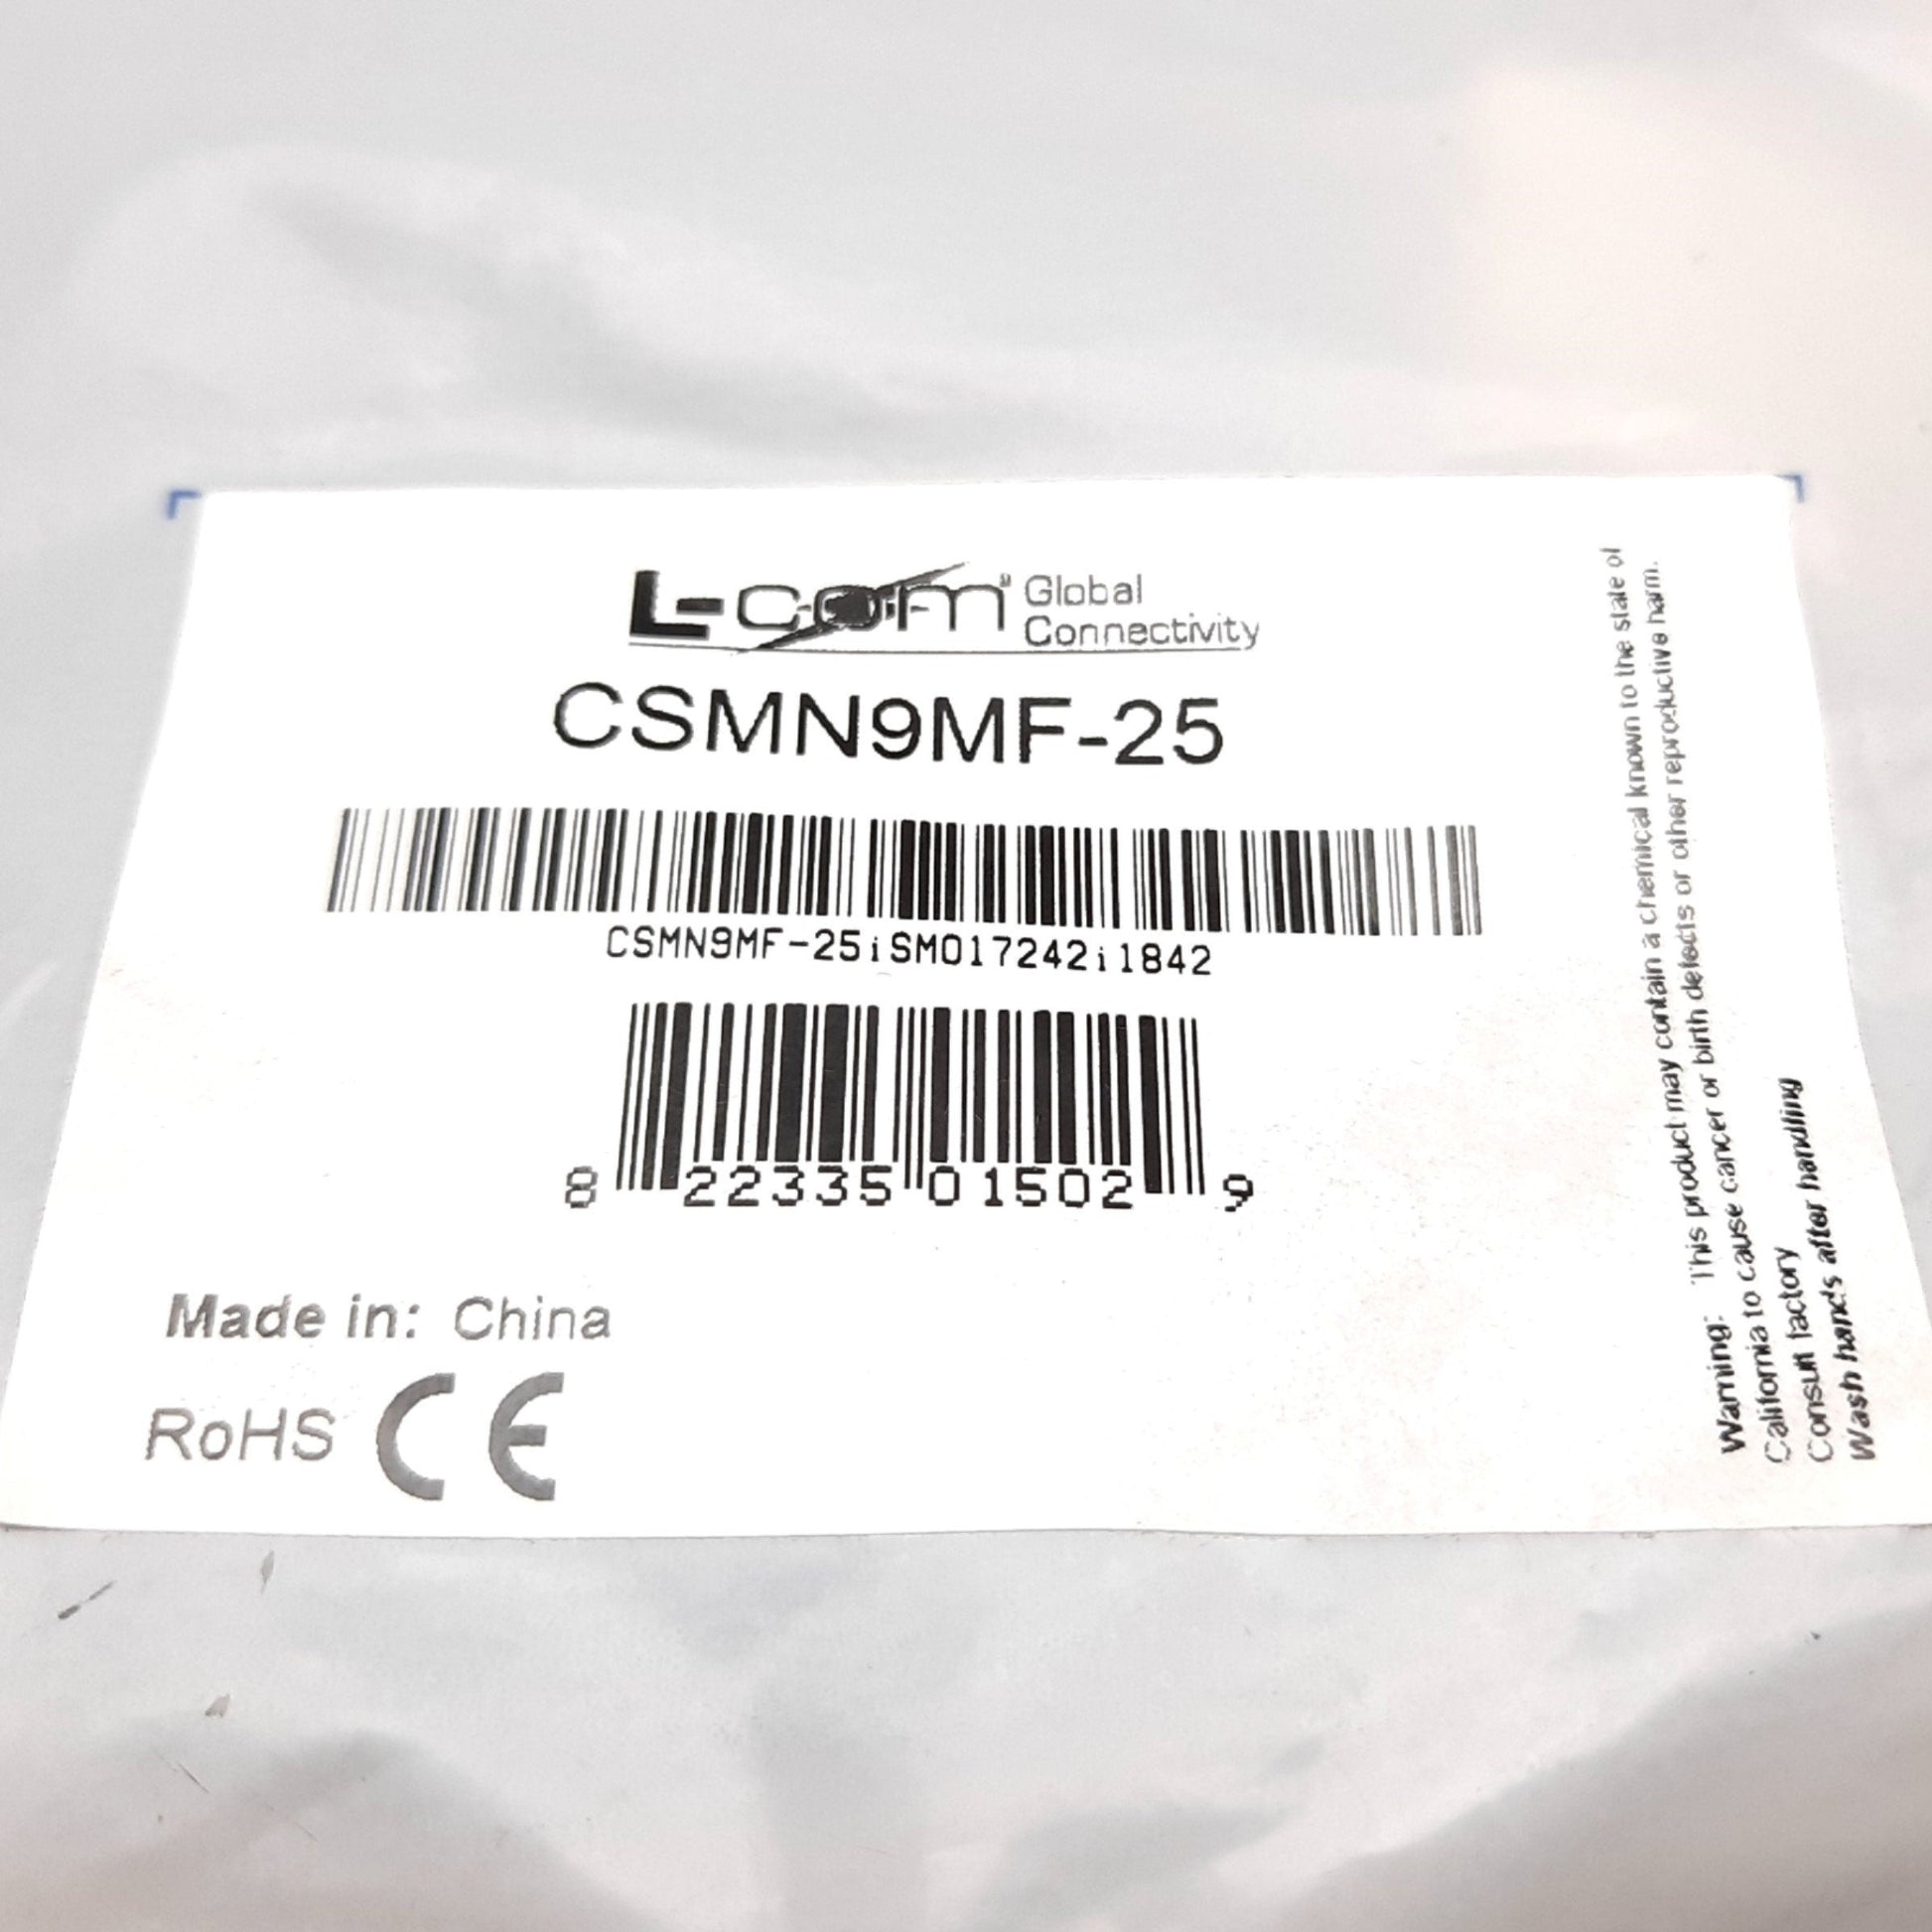 L-com® Global
Connectivity
CSMN9MF-25
CSMN9MF-25iSM017242i1842
8 22335 01502 9
Made in: China
RoHS CE
Warning: This product may contain a chemical known to the state of
California to cause cancer or birth defects or other reproductive harm.
Consult factory
Wash hands after handling